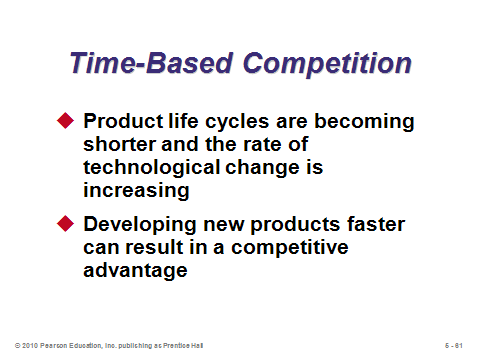 Time-Based Competition
Product life cycles are becoming
shorter and the rate of
technological change is
increasing
Developing new products faster
can result in a competitive
advantage
© 2010 Pearson Education, Inc. publishing as Prentice Hall
5 - 61